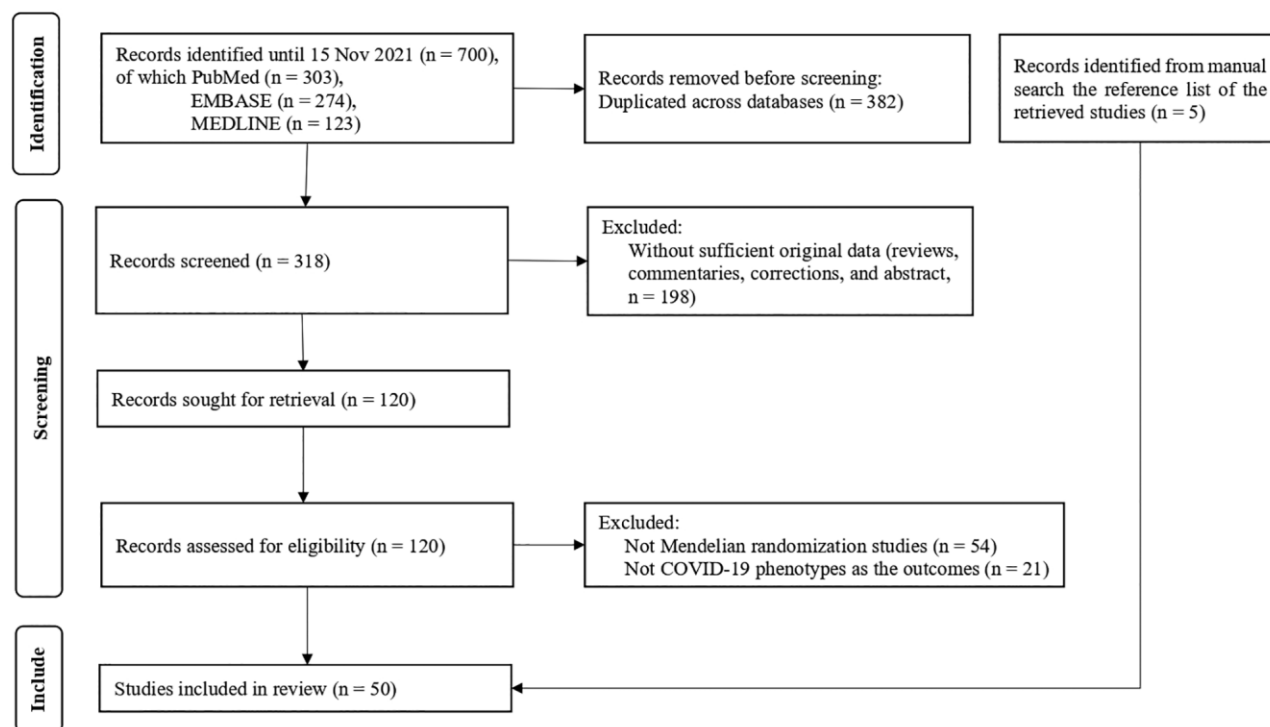 Identification
Records identified until 15 Nov 2021 (n = 700),
of which PubMed (n = 303),
EMBASE (n = 274),
MEDLINE (n = 123)
Records removed before screening:
Duplicated across databases (n = 382)
Records identified from manual
search the reference list of the
retrieved studies (n = 5)
Screening
Records screened (n = 318)
Excluded:
Without sufficient original data (reviews,
commentaries, corrections, and abstract,
n = 198)
Records sought for retrieval (n = 120)
Records assessed for eligibility (n = 120)
Excluded:
Not Mendelian randomization studies (n = 54)
Not COVID-19 phenotypes as the outcomes (n = 21)
Include
Studies included in review (n = 50)